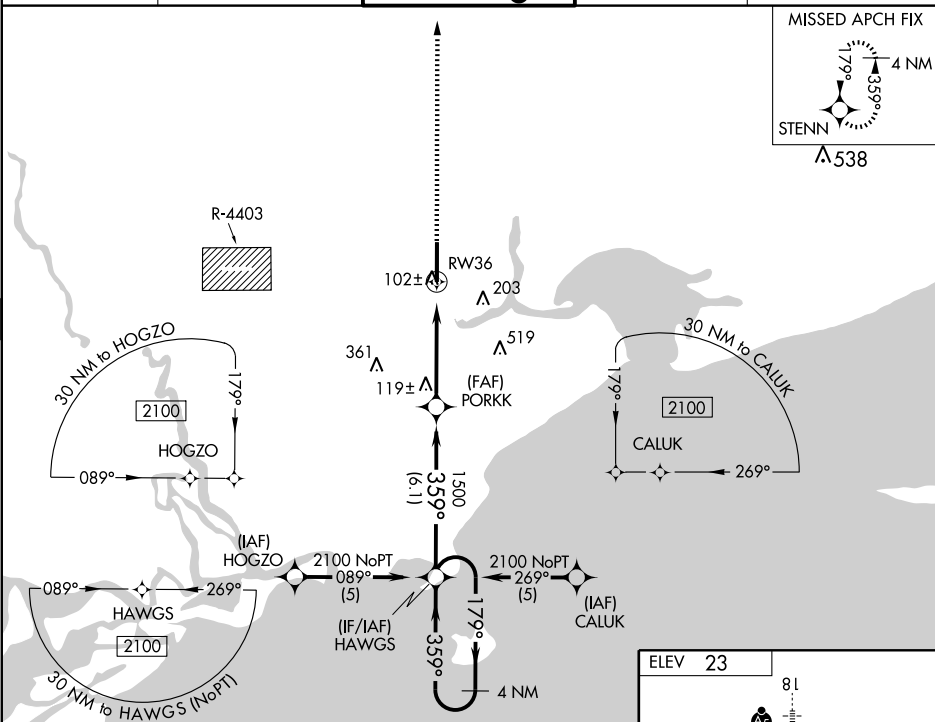 MISSED APCH FIX
179°
359°
4 NM
STENN
538
R-4403
RW36
102±
203
519
361
119±
(FAF)
PORKK
30 NM to HOGZO
179°
2100
HOGZO
089°
30 NM to CALUK
179°
2100
CALUK
269°
1500
359°
(6.1)
(IAF)
HOGZO
2100 NoPT
089°
(5)
2100 NoPT
269°
(5)
(IAF)
CALUK
(IF/IAF)
HAWGS
179°
359°
4 NM
089°
269°
HAWGS
2100
30 NM to HAWGS (NoPT)
ELEV 23
18